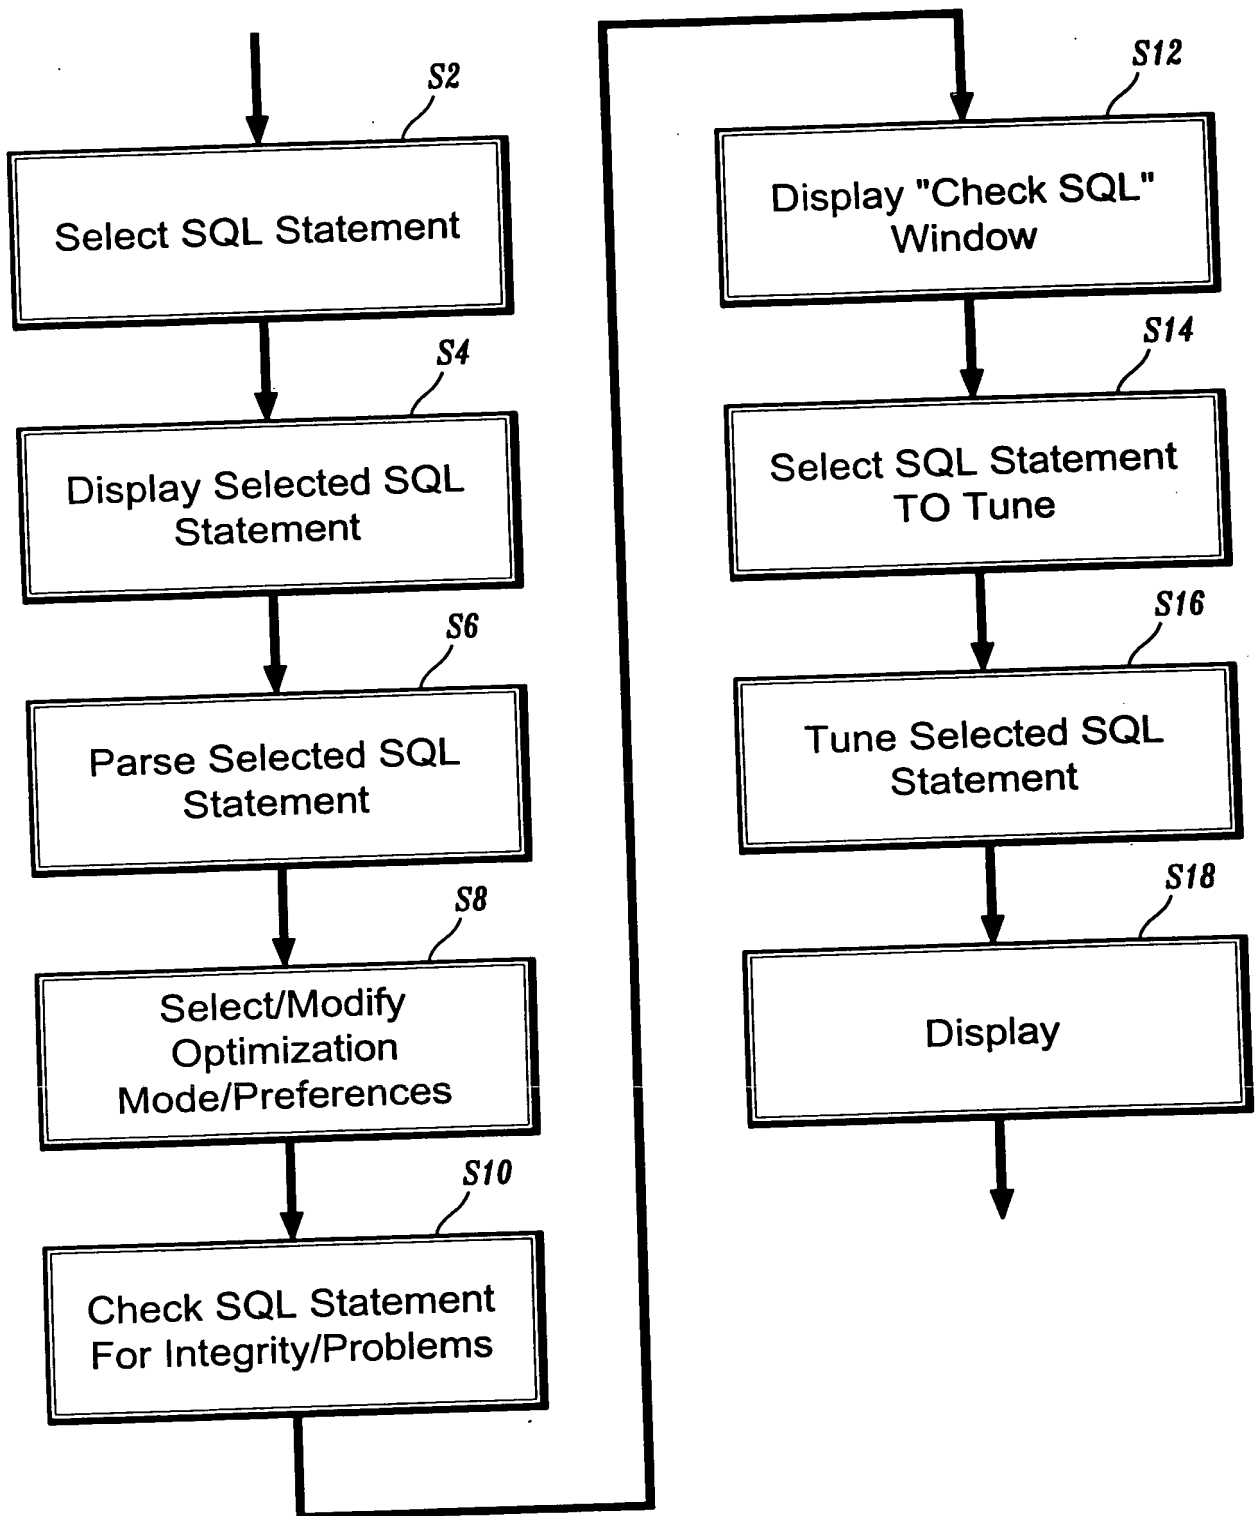 S2
Select SQL Statement
S4
Display Selected SQL
Statement
S6
Parse Selected SQL
Statement
S8
Select/Modify
Optimization
Mode/Preferences
S10
Check SQL Statement
For Integrity/Problems
S12
Display "Check SQL"
Window
S14
Select SQL Statement
TO Tune
S16
Tune Selected SQL
Statement
S18
Display